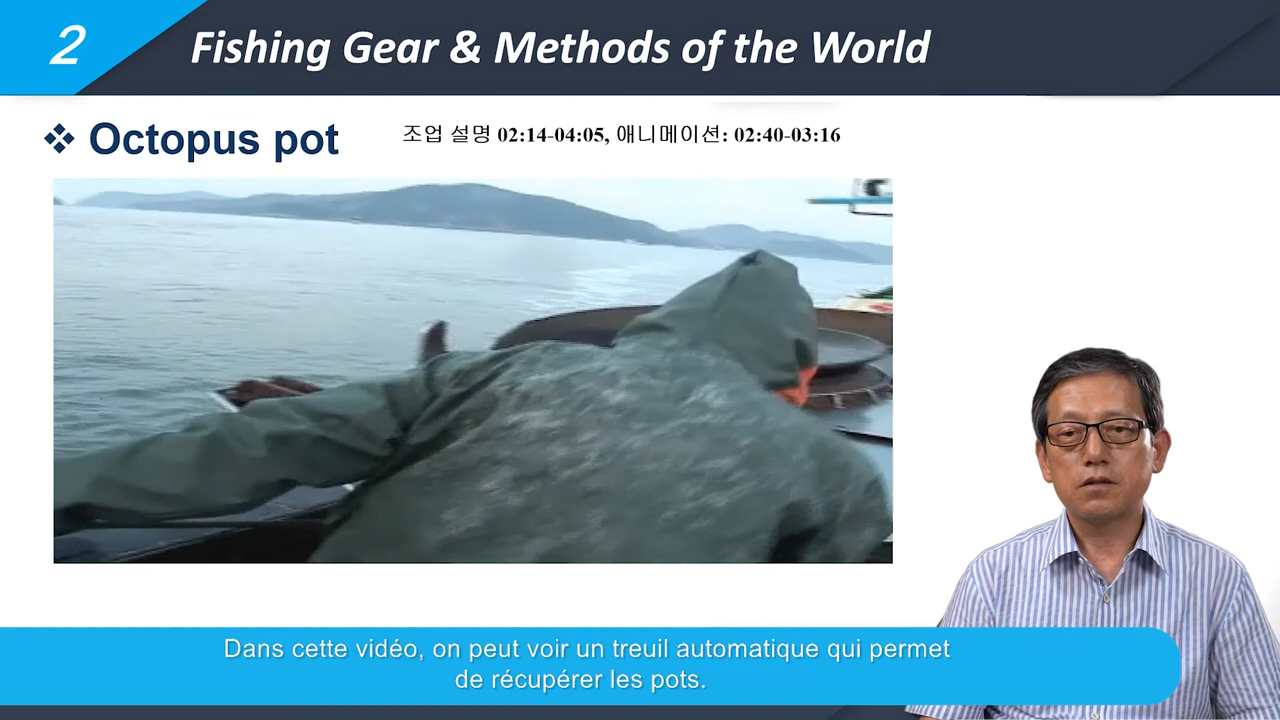 2
Fishing Gear & Methods of the World
❖ Octopus pot
조업 설명 02:14-04:05, 애니메이션: 02:40-03:16
Dans cette vidéo, on peut voir un treuil automatique qui permet
de récupérer les pots.